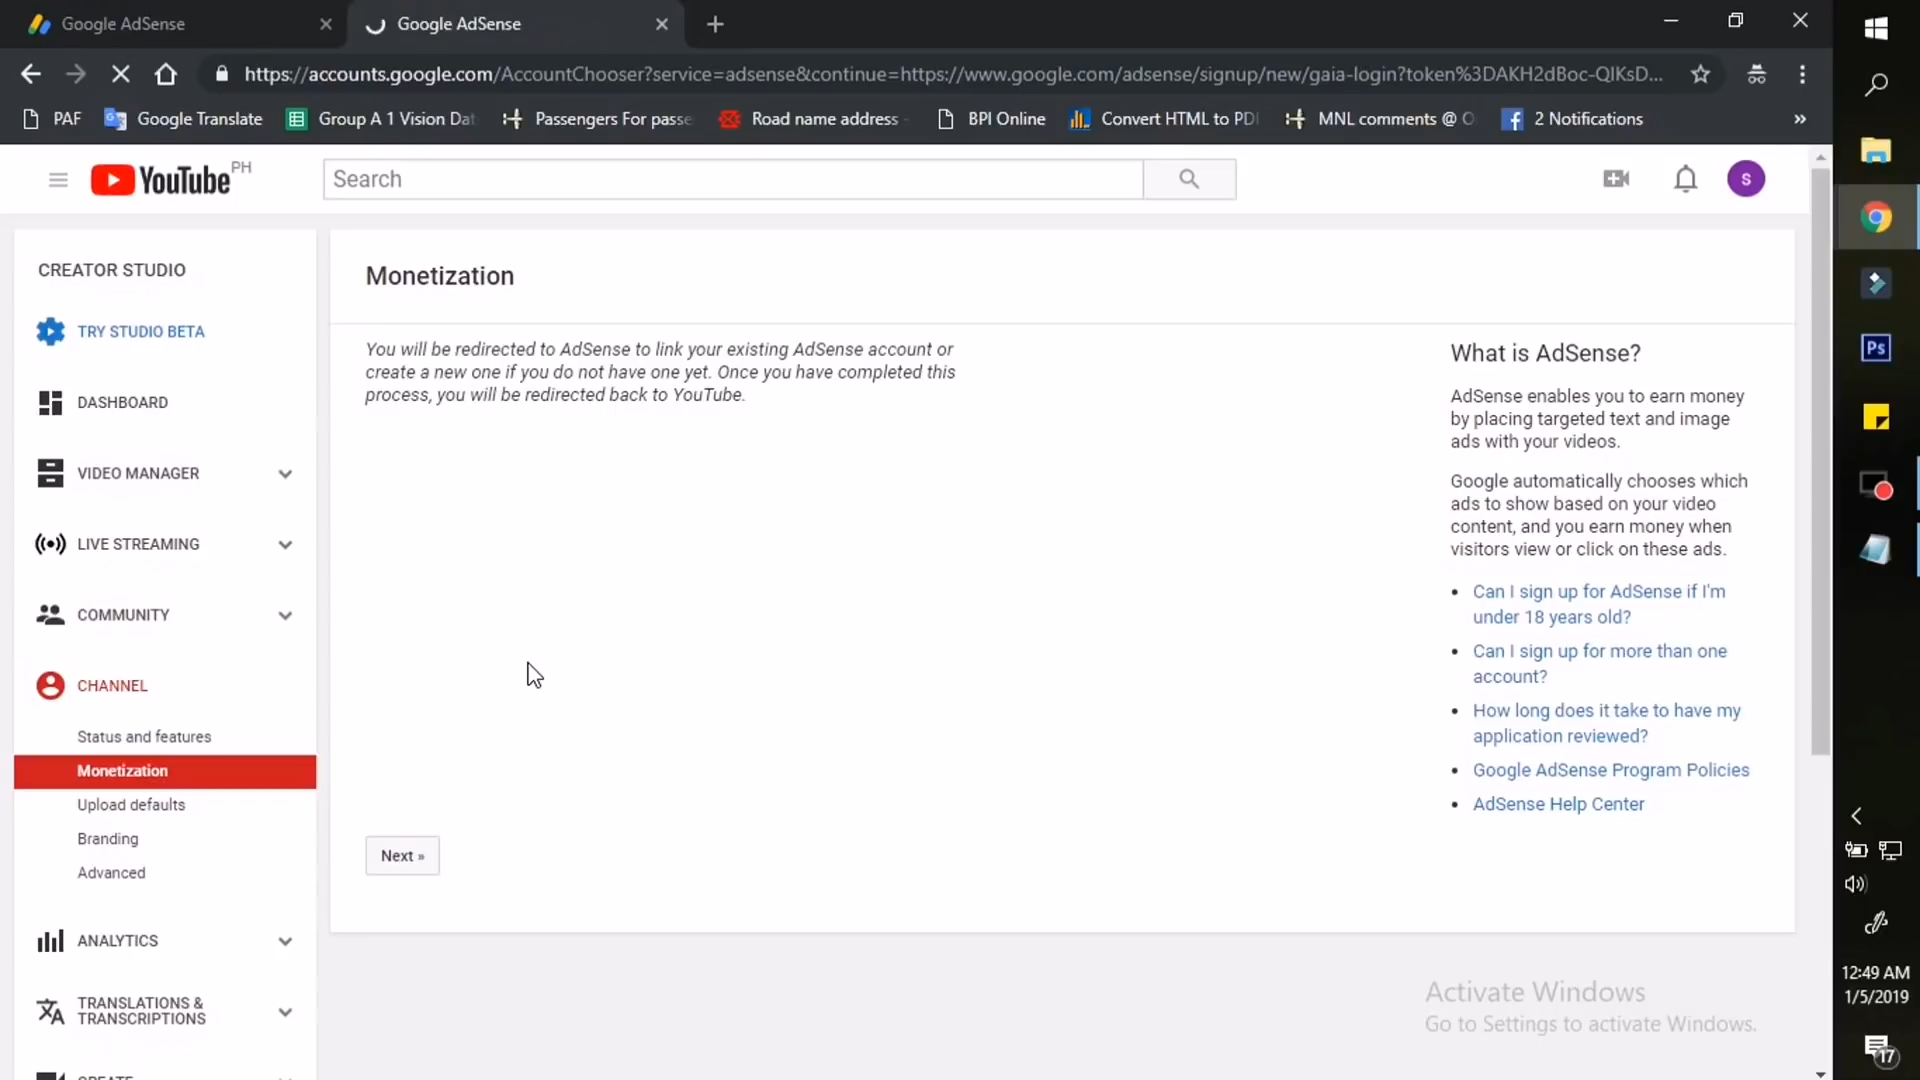 Google AdSense
Google AdSense
https://accounts.google.com/AccountChooser?service=adsense&continue=https://www.google.com/adsense/signup/new/gaia-login?token%3DAKH2dBoc-QIKsD...
PAF
Google Translate
Group A 1 Vision Dat
Passengers For passe
Road name address
BPI Online
Convert HTML to PD
MNL comments @ O
2 Notifications
»
YouTube PH
Search
S
CREATOR STUDIO
TRY STUDIO BETA
DASHBOARD
VIDEO MANAGER
LIVE STREAMING
COMMUNITY
CHANNEL
Status and features
Monetization
Upload defaults
Branding
Advanced
ANALYTICS
TRANSLATIONS &
TRANSCRIPTIONS
CREATE
Monetization
You will be redirected to AdSense to link your existing AdSense account or
create a new one if you do not have one yet. Once you have completed this
process, you will be redirected back to YouTube.
Next »
What is AdSense?
AdSense enables you to earn money
by placing targeted text and image
ads with your videos.
Google automatically chooses which
ads to show based on your video
content, and you earn money when
visitors view or click on these ads.
• Can I sign up for AdSense if I'm
under 18 years old?
• Can I sign up for more than one
account?
• How long does it take to have my
application reviewed?
• Google AdSense Program Policies
• AdSense Help Center
Activate Windows
Go to Settings to activate Windows.
Ps
12:49 AM
1/5/2019
17